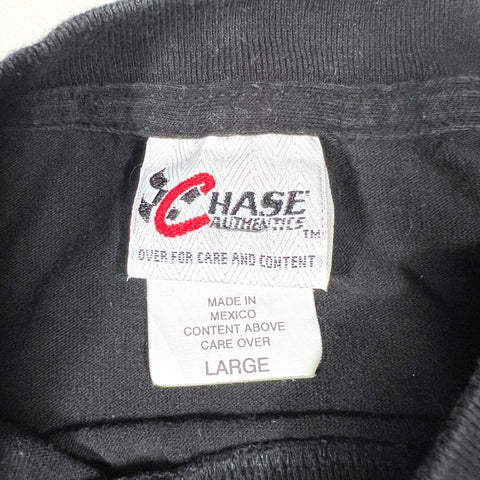 CHASE
AUTHENTICS
TM
OVER FOR CARE AND CONTENT
MADE IN
MEXICO
CONTENT ABOVE
CARE OVER
LARGE